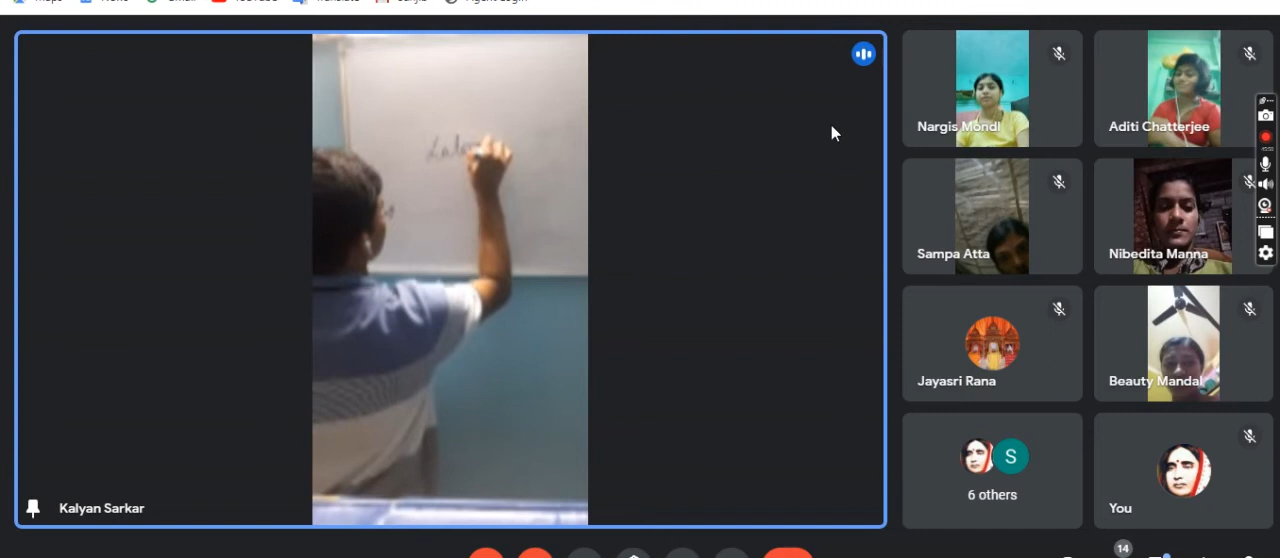 Nargis Mondl
Aditi Chatterjee
Sampa Atta
Nibedita Manna
Jayasri Rana
Beauty Mandal
S
6 others
You
Kalyan Sarkar
14